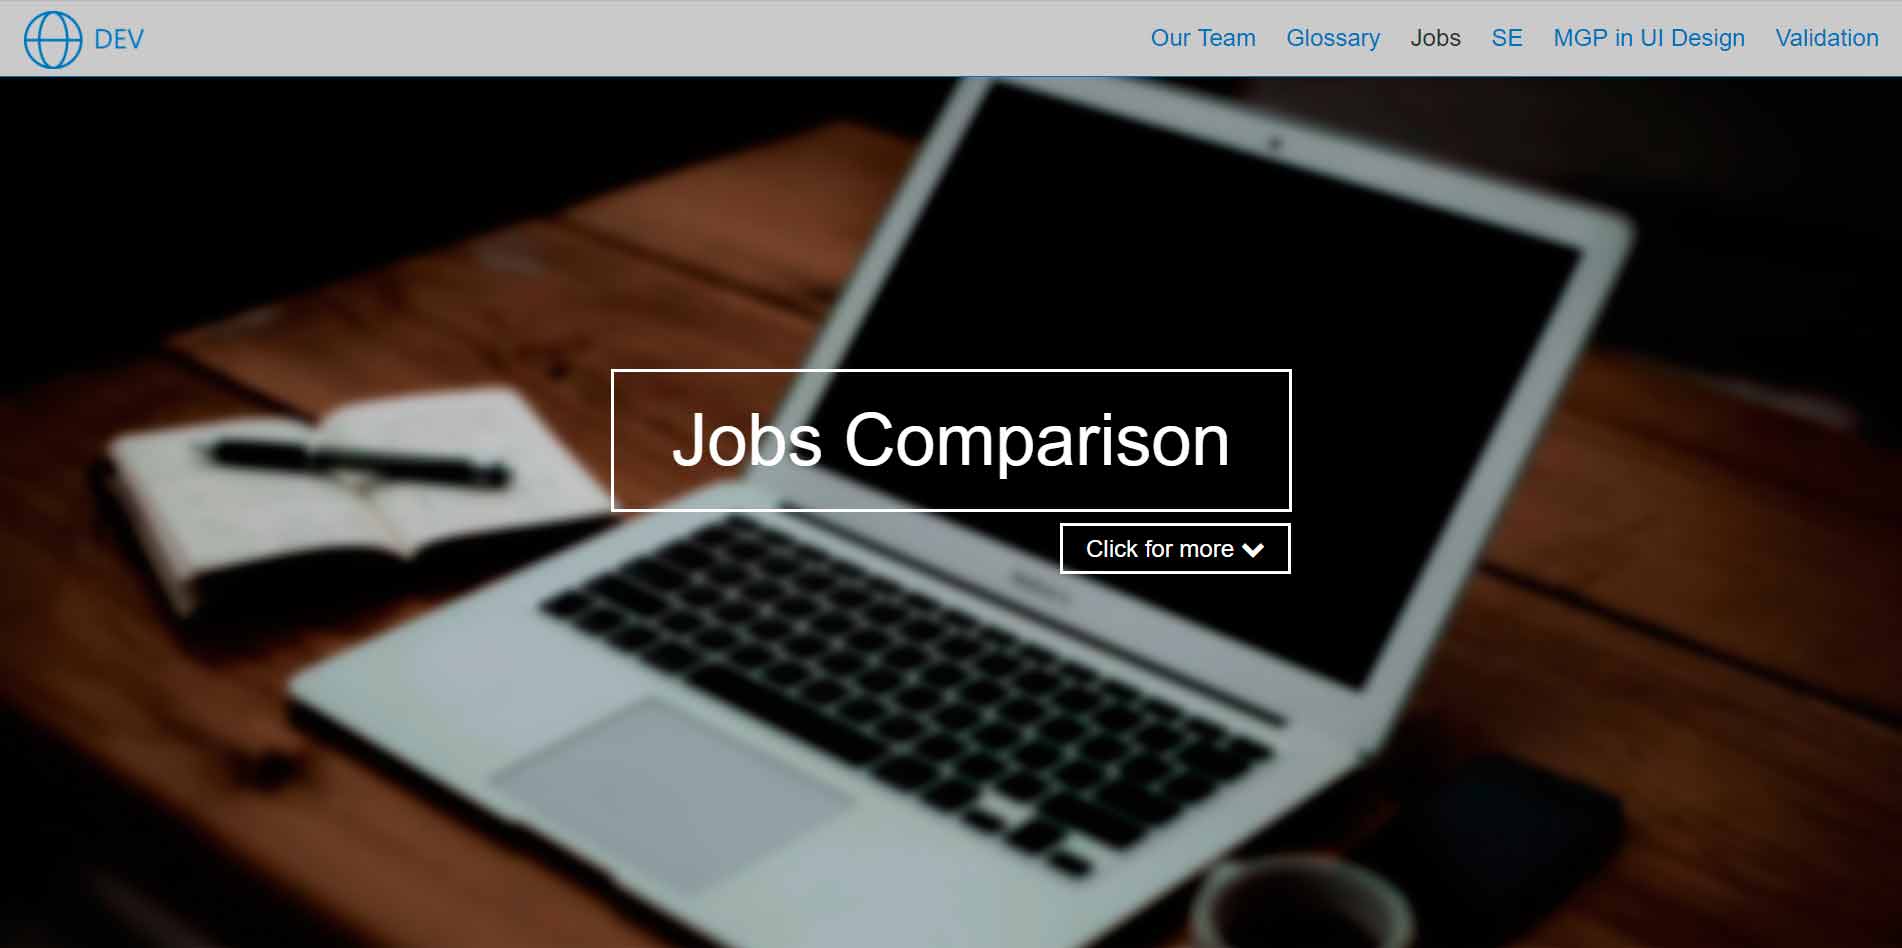 DEV
Our Team Glossary Jobs SE MGP in UI Design Validation
Jobs Comparison
Click for more